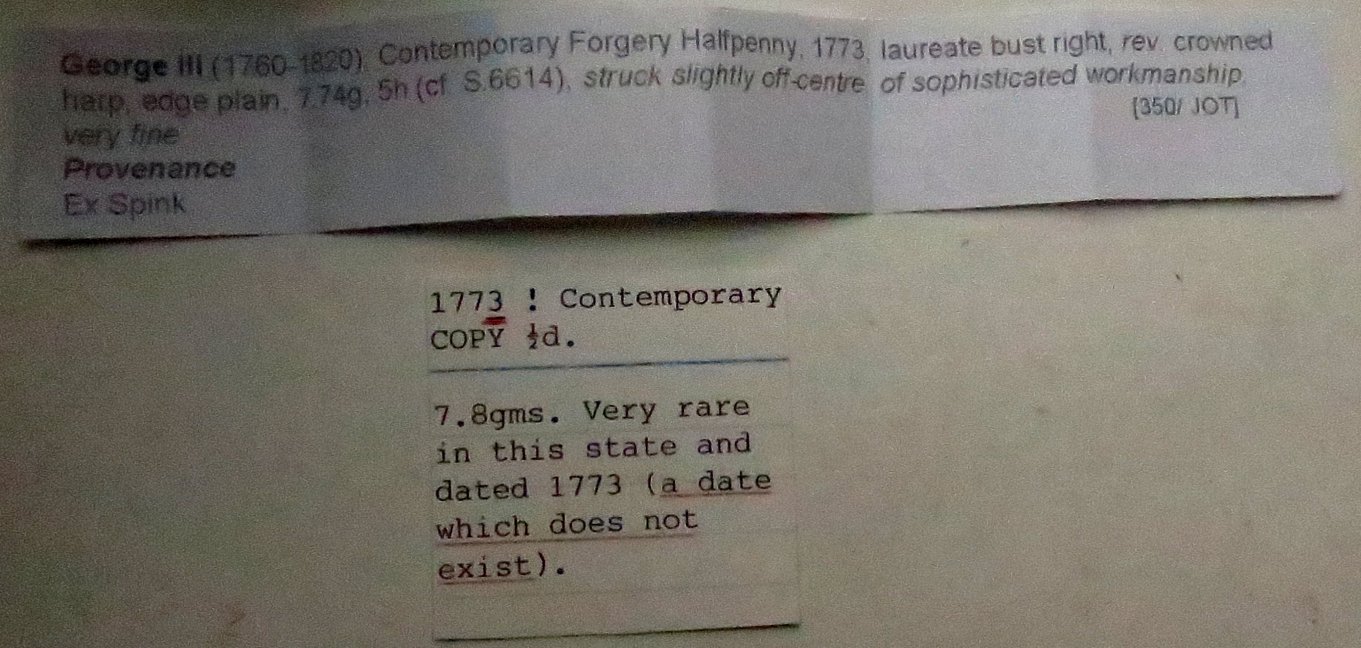 George III (1760-1820), Contemporary Forgery Halfpenny, 1773, laureate bust right, rev. crowned
harp, edge plain, 7.74g, 5h (cf. S.6614), struck slightly off-centre, of sophisticated workmanship,
very fine [350/ JOT]
Provenance
Ex Spink
1773 ! Contemporary
COPY ½d.
7.8gms. Very rare
in this state and
dated 1773 (a date
which does not
exist).